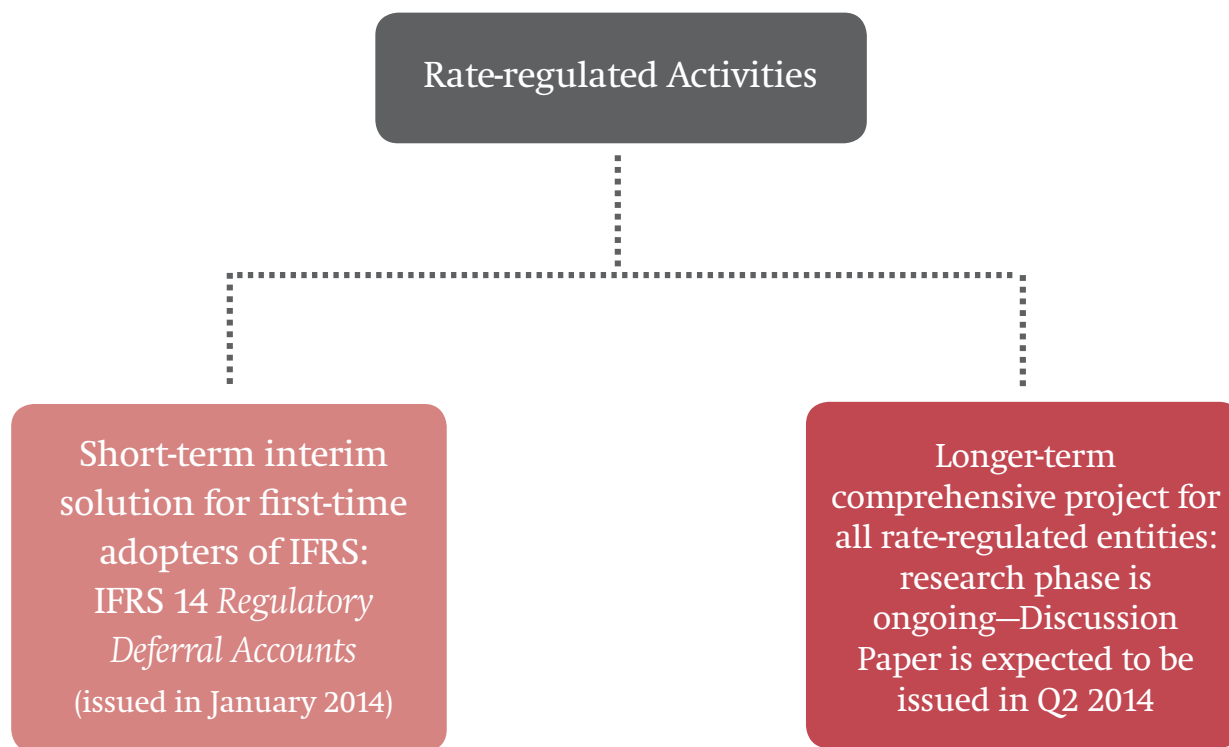 Rate-regulated Activities
Short-term interim
solution for first-time
adopters of IFRS:
IFRS 14 Regulatory
Deferral Accounts
(issued in January 2014)
Longer-term
comprehensive project for
all rate-regulated entities:
research phase is
ongoing—Discussion
Paper is expected to be
issued in Q2 2014